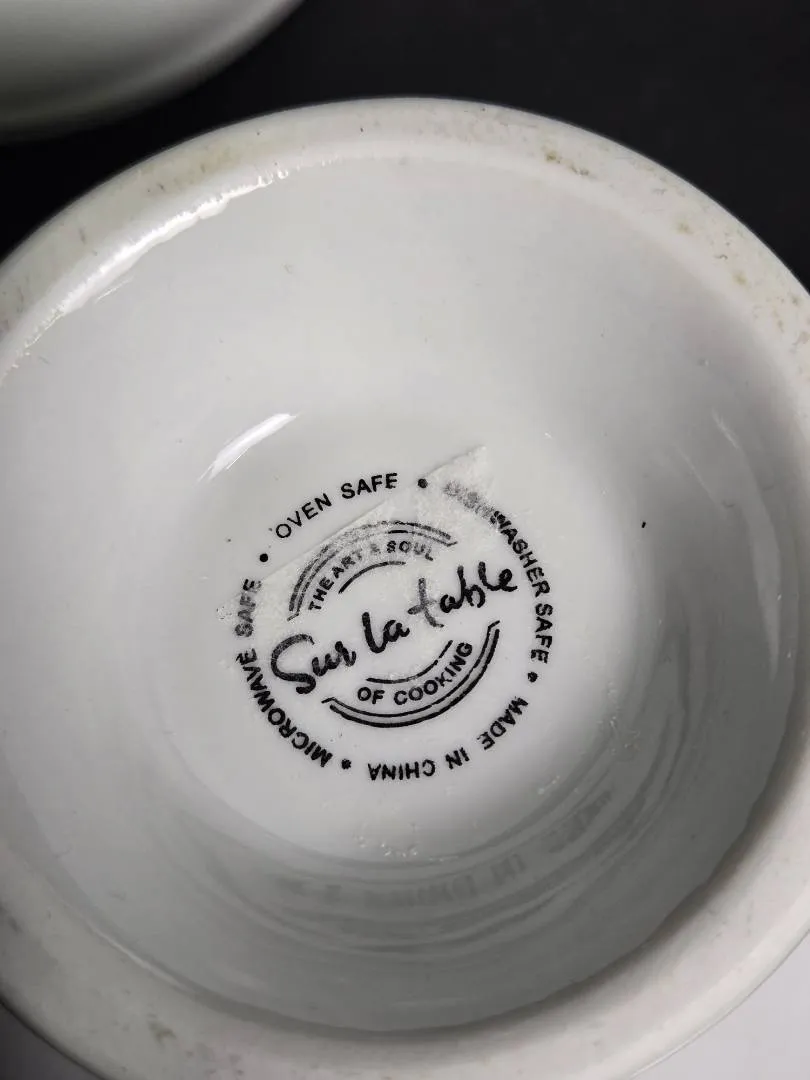 OVEN SAFE • DISHWASHER SAFE • MADE IN CHINA • MICROWAVE SAFE •
THE ART & SOUL
Sur la table
OF COOKING